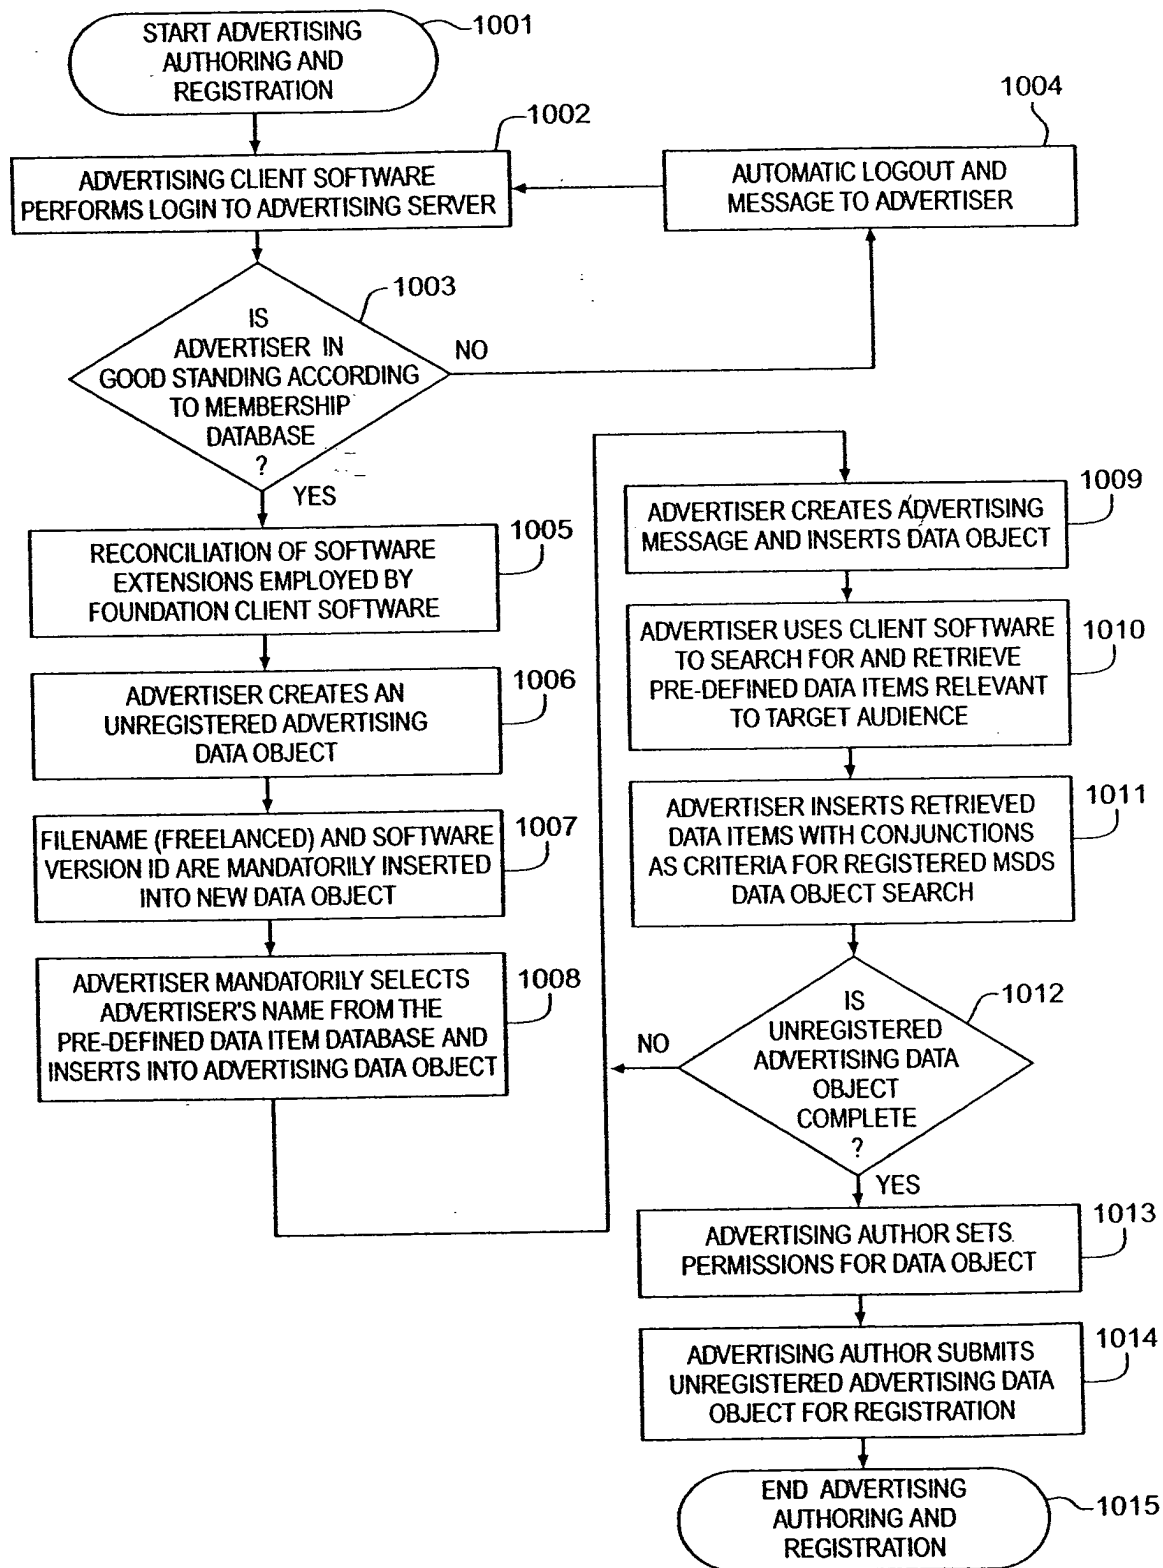 START ADVERTISING
AUTHORING AND
REGISTRATION
1001
1002
ADVERTISING CLIENT SOFTWARE
PERFORMS LOGIN TO ADVERTISING SERVER
1004
AUTOMATIC LOGOUT AND
MESSAGE TO ADVERTISER
1003
IS
ADVERTISER IN
GOOD STANDING ACCORDING
TO MEMBERSHIP
DATABASE
?
NO
YES
1005
RECONCILIATION OF SOFTWARE
EXTENSIONS EMPLOYED BY
FOUNDATION CLIENT SOFTWARE
1006
ADVERTISER CREATES AN
UNREGISTERED ADVERTISING
DATA OBJECT
1007
FILENAME (FREELANCED) AND SOFTWARE
VERSION ID ARE MANDATORILY INSERTED
INTO NEW DATA OBJECT
1008
ADVERTISER MANDATORILY SELECTS
ADVERTISER'S NAME FROM THE
PRE-DEFINED DATA ITEM DATABASE AND
INSERTS INTO ADVERTISING DATA OBJECT
1009
ADVERTISER CREATES ADVERTISING
MESSAGE AND INSERTS DATA OBJECT
1010
ADVERTISER USES CLIENT SOFTWARE
TO SEARCH FOR AND RETRIEVE
PRE-DEFINED DATA ITEMS RELEVANT
TO TARGET AUDIENCE
1011
ADVERTISER INSERTS RETRIEVED
DATA ITEMS WITH CONJUNCTIONS
AS CRITERIA FOR REGISTERED MSDS
DATA OBJECT SEARCH
1012
IS
UNREGISTERED
ADVERTISING DATA
OBJECT
COMPLETE
?
NO
YES
1013
ADVERTISING AUTHOR SETS
PERMISSIONS FOR DATA OBJECT
1014
ADVERTISING AUTHOR SUBMITS
UNREGISTERED ADVERTISING DATA
OBJECT FOR REGISTRATION
END ADVERTISING
AUTHORING AND
REGISTRATION
1015